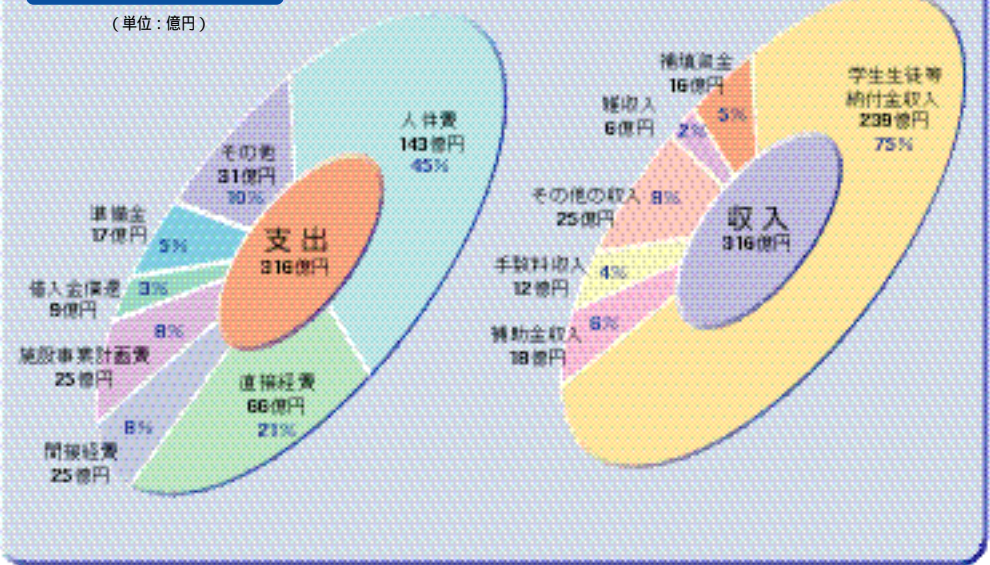 (単位：億円)
人件費
143億円
45%
その他
31億円
10%
準備金
17億円
5%
借入金償還
9億円
3%
施設事業計画費
25億円
8%
間接経費
25億円
8%
直接経費
66億円
21%
支出
316億円
補填資金
16億円
5%
雑収入
6億円
2%
その他の収入
25億円
8%
手数料収入
12億円
4%
補助金収入
18億円
6%
学生生徒等
納付金収入
239億円
75%
収入
316億円